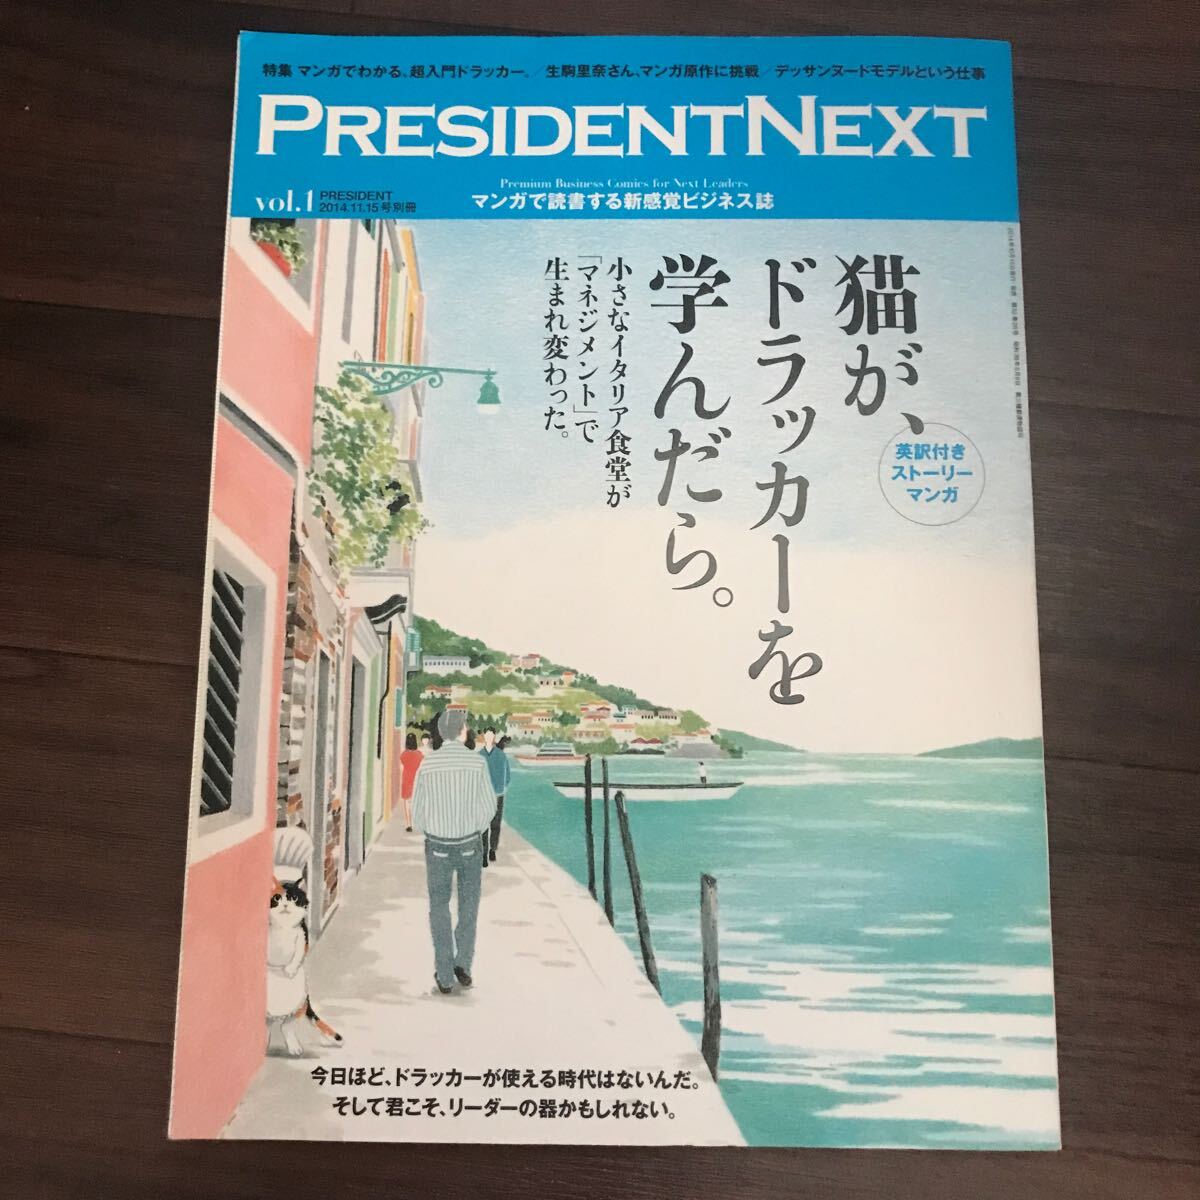 特集 マンガでわかる、超入門ドラッカー。／生駒里奈さん、マンガ原作に挑戦／デッサンヌードモデルという仕事
PRESIDENTNEXT
Premium Business Comics for Next Leaders
vol.1 PRESIDENT
2014.11.15号別冊
マンガで読書する新感覚ビジネス誌
猫が、
ドラッカーを
学んだら。
小さなイタリア食堂が
「マネジメント」で
生まれ変わった。
英訳付き
ストーリー
マンガ
今日ほど、ドラッカーが使える時代はないんだ。
そして君こそ、リーダーの器かもしれない。